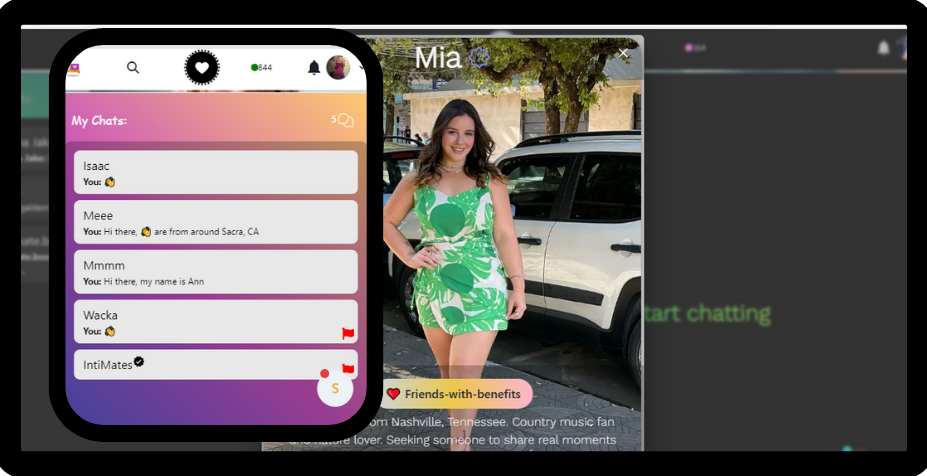 844
My Chats:
5
Isaac
You: 👏
Meee
You: Hi there, 👏 are from around Sacra, CA
Mmmm
You: Hi there, my name is Ann
Wacka
You: 👏
IntiMates
S
Mia
Friends-with-benefits
om Nashville, Tennessee. Country music fan
and nature lover. Seeking someone to share real moments
tart chatting